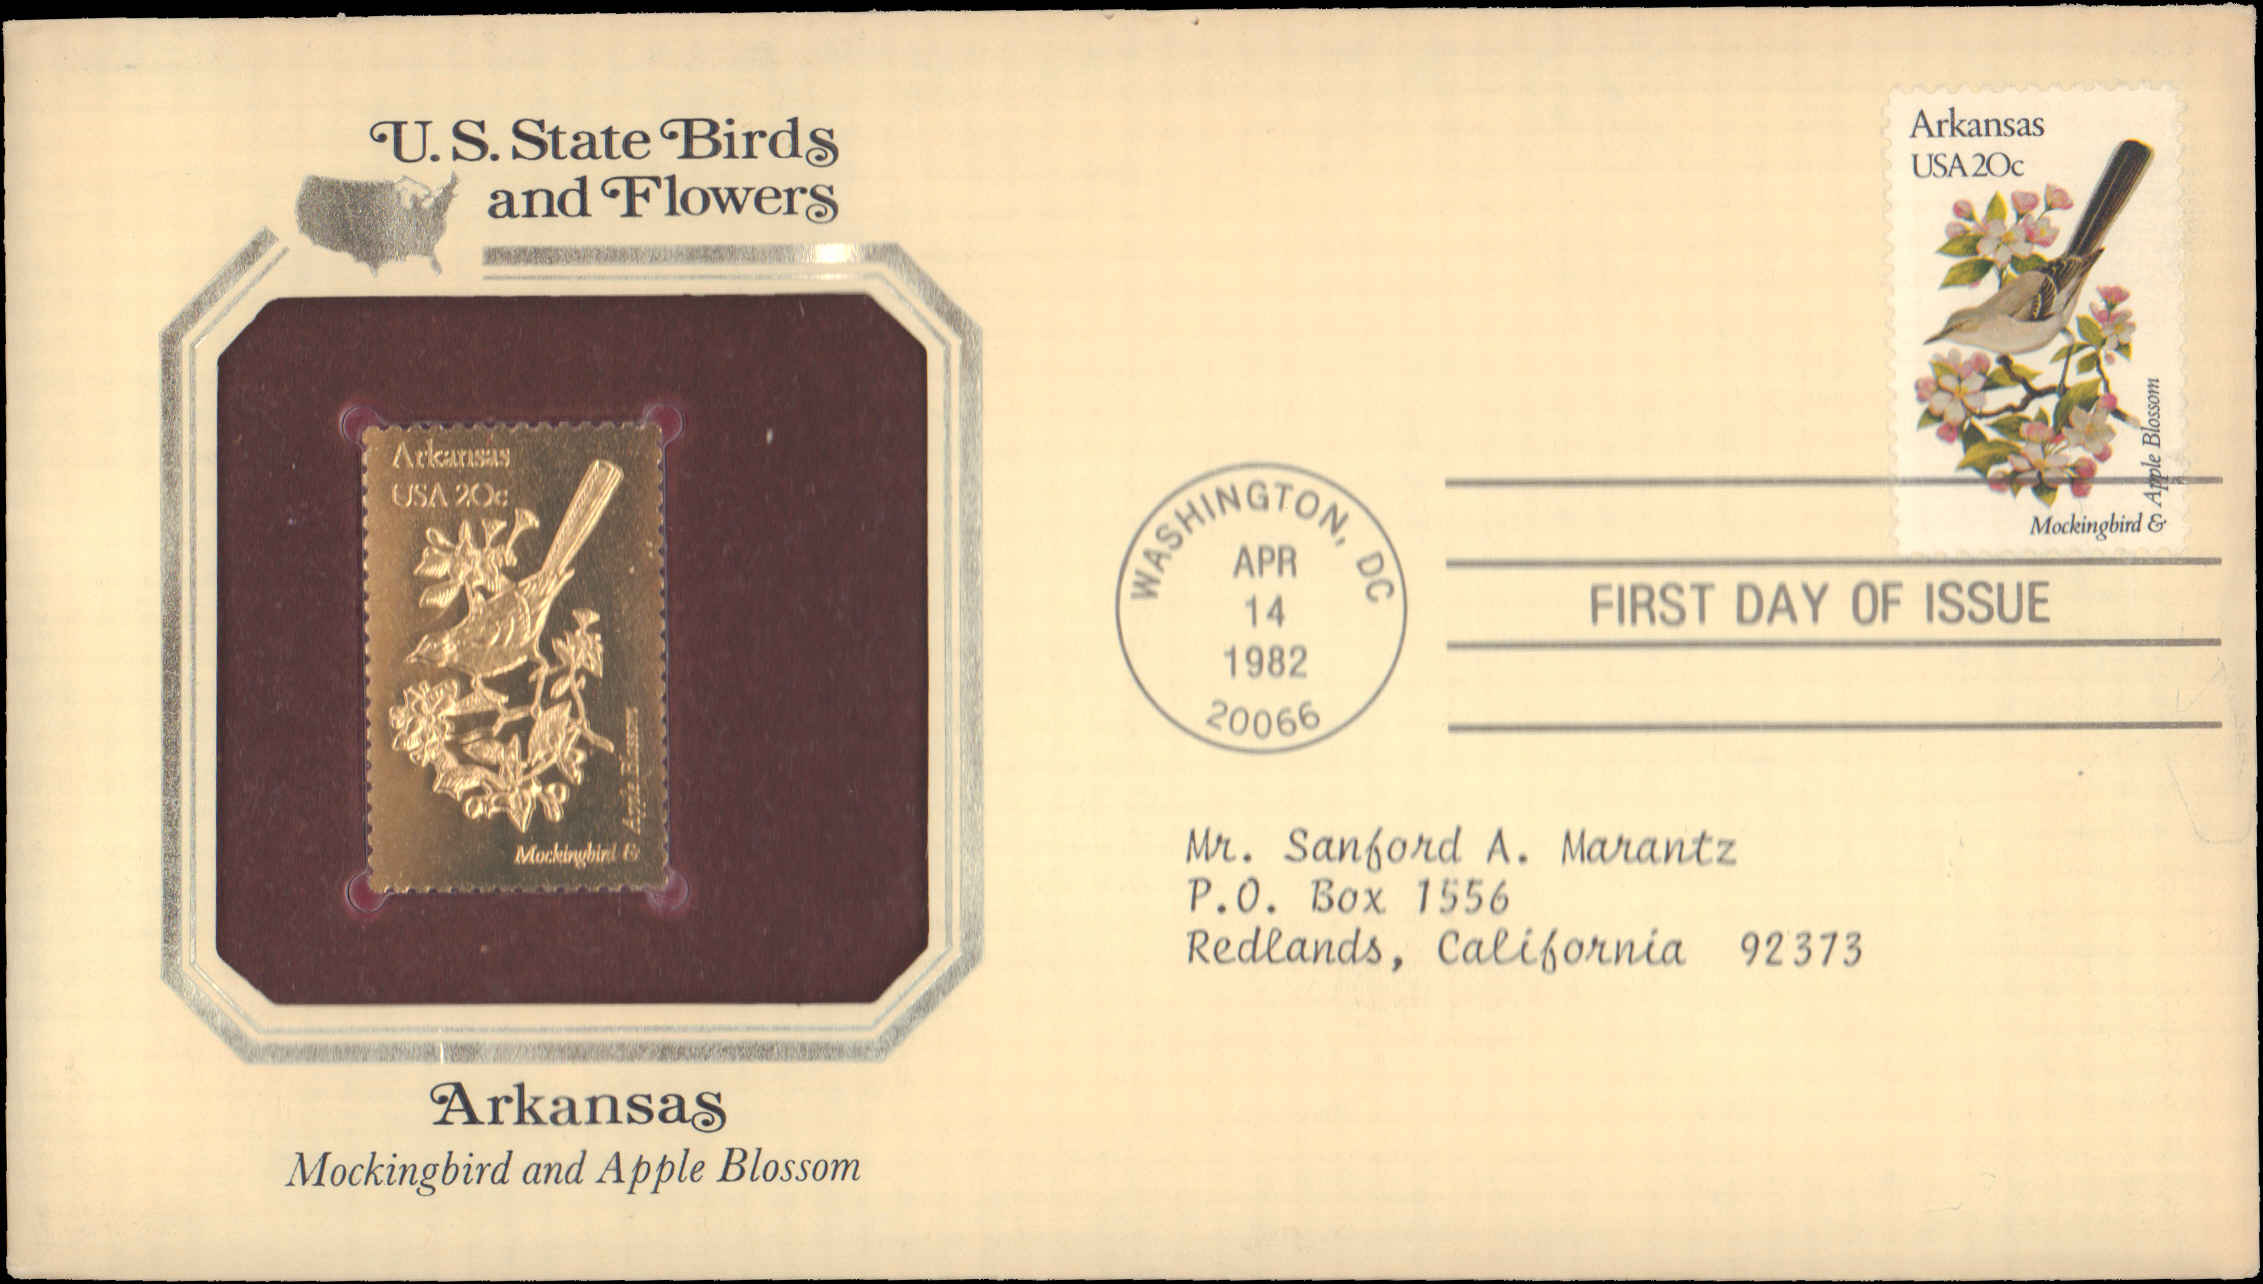 U.S. State Birds
and Flowers
Arkansas
USA 20c
Apple Blossom
Mockingbird &
Arkansas
Mockingbird and Apple Blossom
Arkansas
USA 20c
Apple Blossom
Mockingbird &
WASHINGTON, DC
APR
14
1982
20066
FIRST DAY OF ISSUE
Mr. Sanford A. Marantz
P.O. Box 1556
Redlands, California 92373